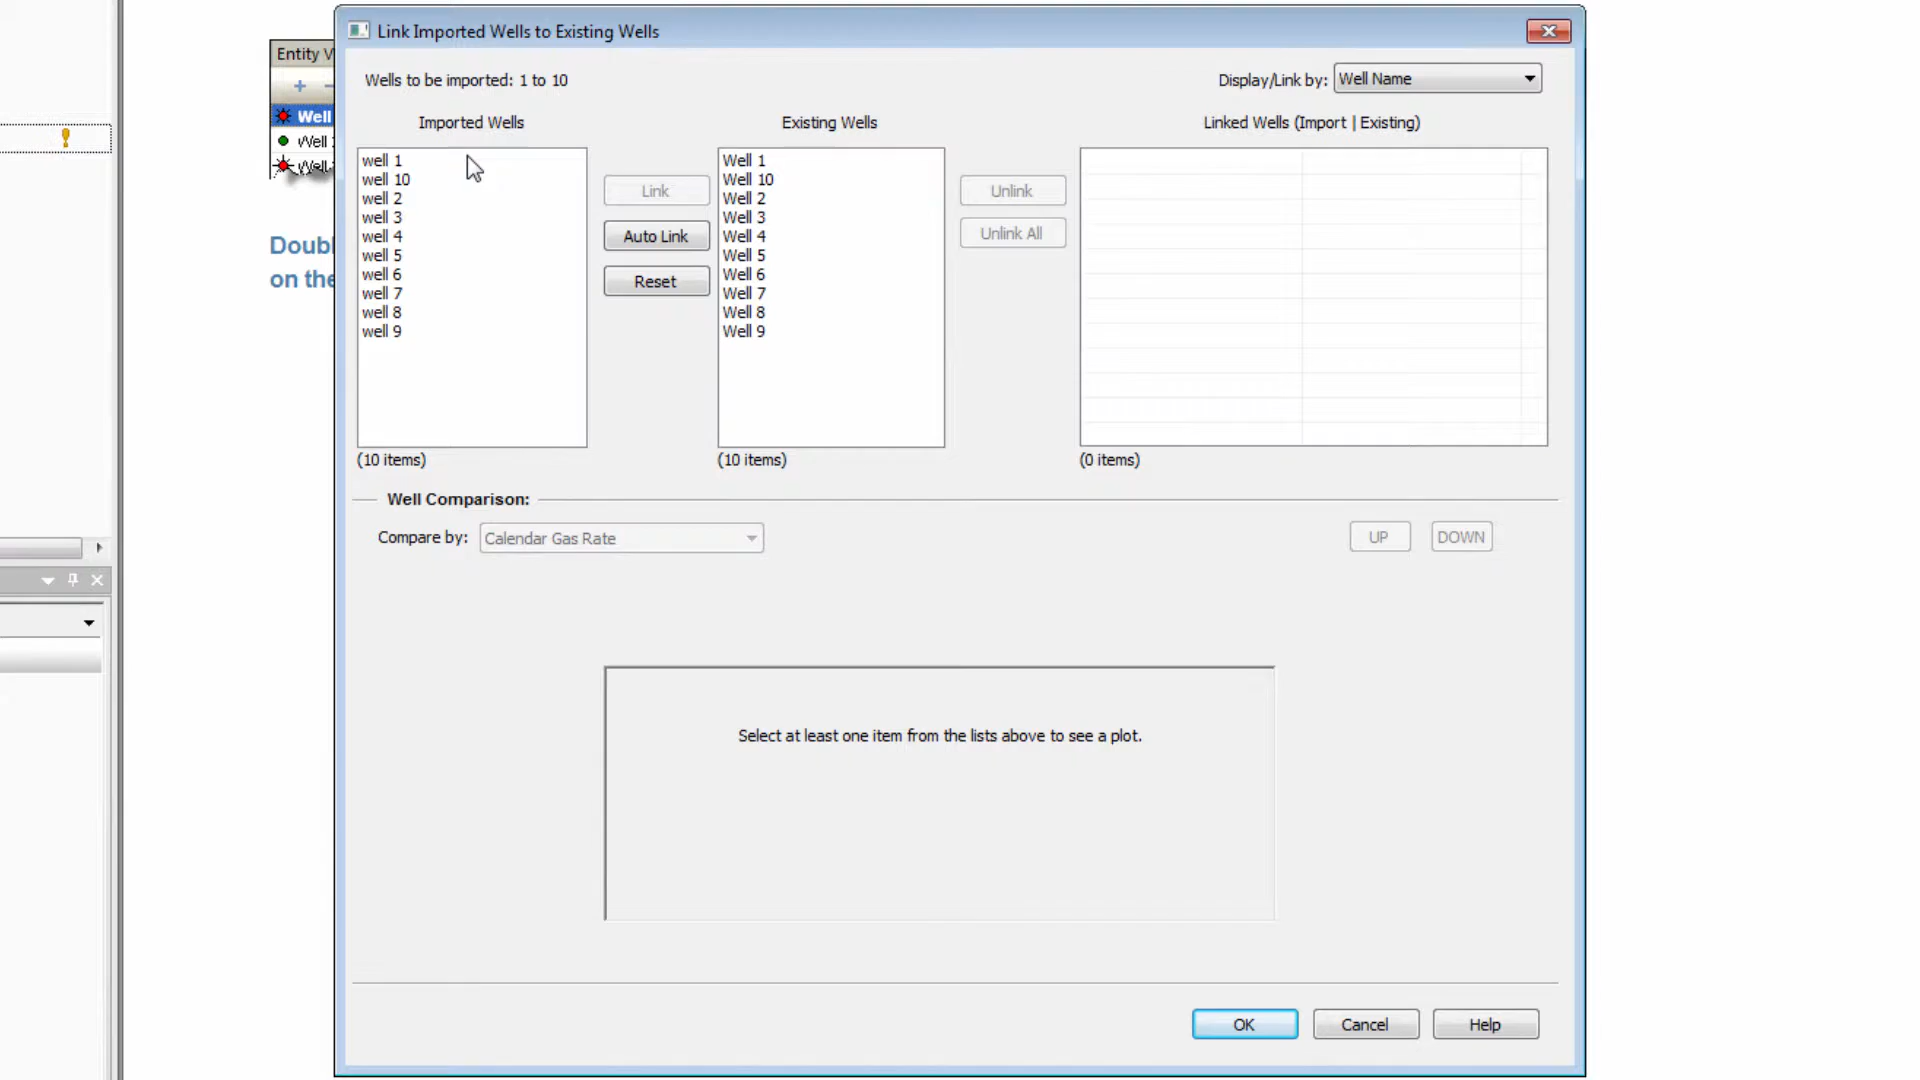 Link Imported Wells to Existing Wells
Entity V
Wells to be imported: 1 to 10
Display/Link by: Well Name
Well
Well
Well
Doubl
on the
Imported Wells
Existing Wells
Linked Wells (Import | Existing)
well 1
well 10
well 2
well 3
well 4
well 5
well 6
well 7
well 8
well 9
(10 items)
Link
Auto Link
Reset
Well 1
Well 10
Well 2
Well 3
Well 4
Well 5
Well 6
Well 7
Well 8
Well 9
(10 items)
Unlink
Unlink All
(0 items)
Well Comparison:
Compare by: Calendar Gas Rate
UP
DOWN
Select at least one item from the lists above to see a plot.
OK
Cancel
Help